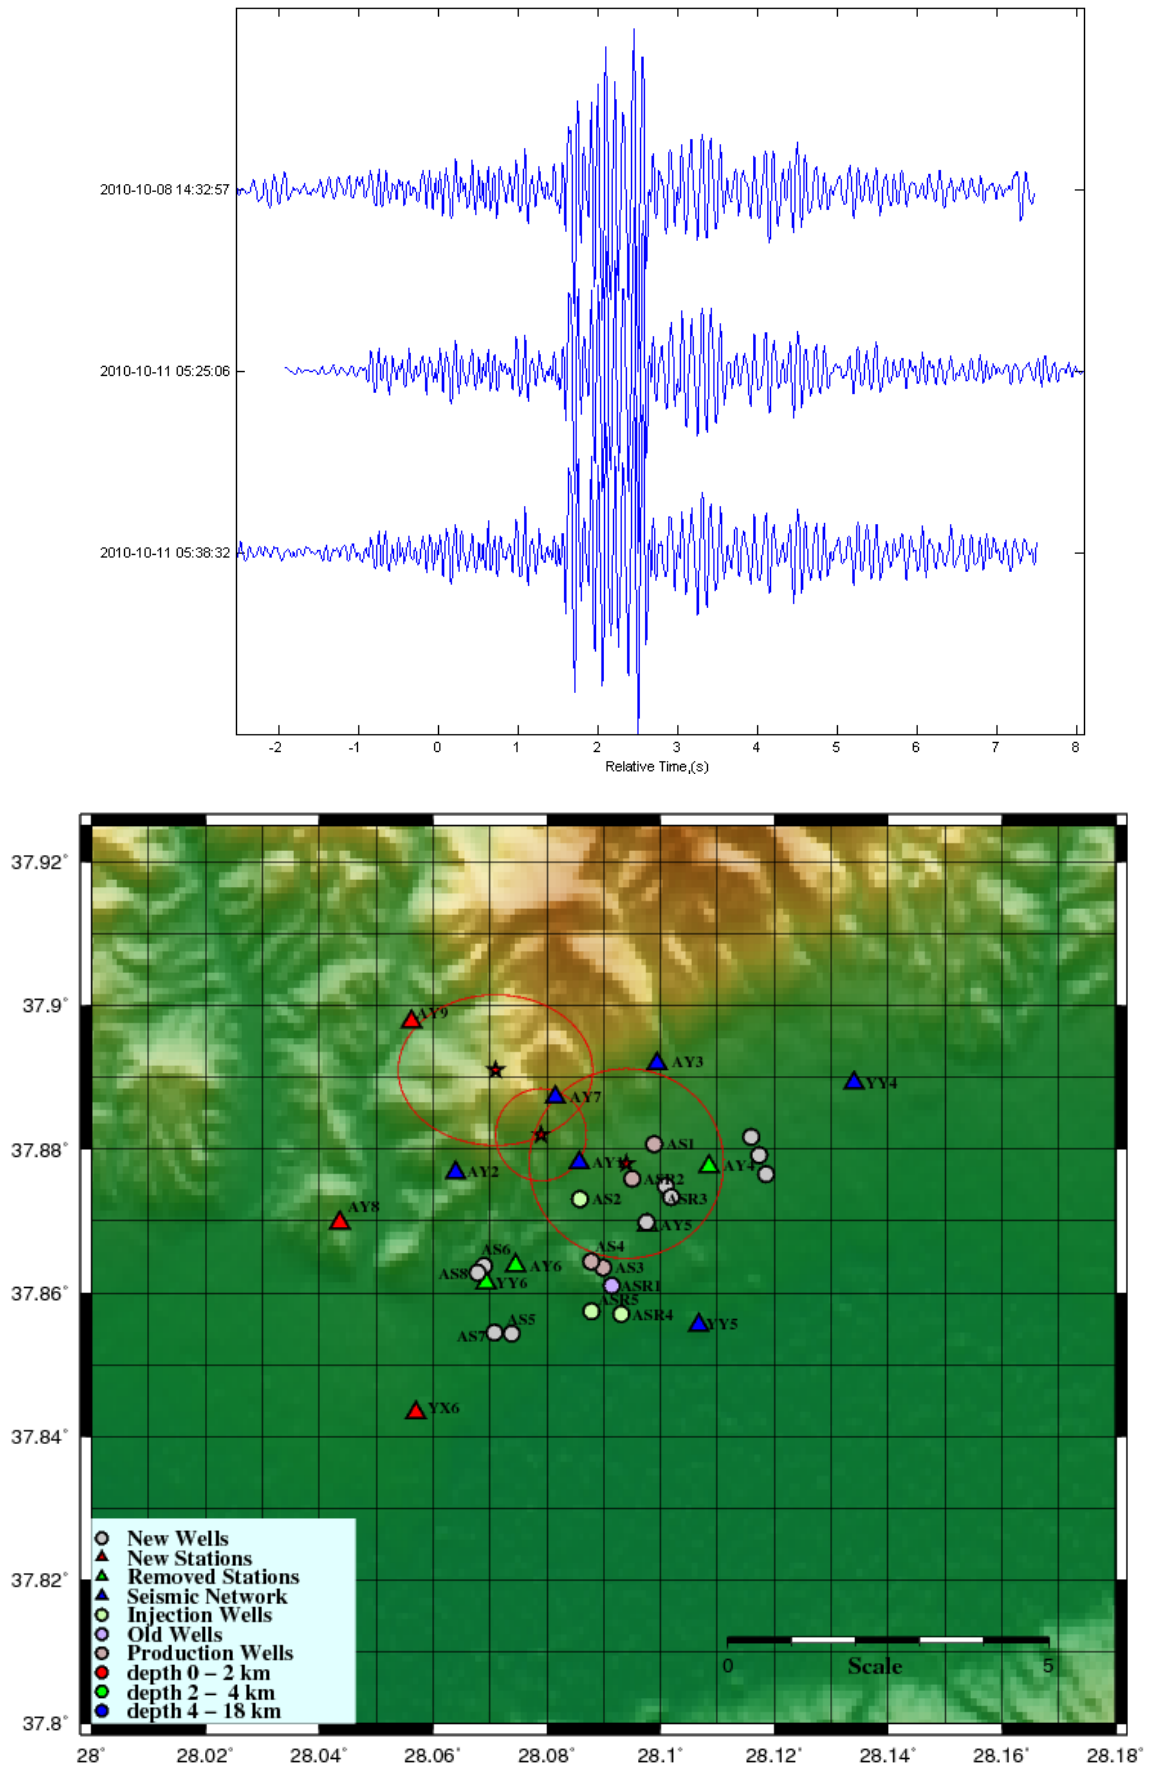 2010-10-08 14:32:57
2010-10-11 05:25:06
2010-10-11 05:38:32
-2 -1 0 1 2 3 4 5 6 7 8
Relative Time,(s)
37.92°
37.9°
AY9
AY3
YY4
AY7
37.88°
AS1
AY1
AY4
AY2
ASR2
AS2
ASR3
AY8
AY5
AS4
AS6
AY6
AS3
AS8
YY6
ASR1
37.86°
ASR5
ASR4
AS5
YY5
AS7
YX6
37.84°
New Wells
New Stations
Removed Stations
37.82°
Seismic Network
Injection Wells
Old Wells
Production Wells
0 Scale 5
depth 0 – 2 km
depth 2 – 4 km
depth 4 – 18 km
37.8°
28° 28.02° 28.04° 28.06° 28.08° 28.1° 28.12° 28.14° 28.16° 28.18°